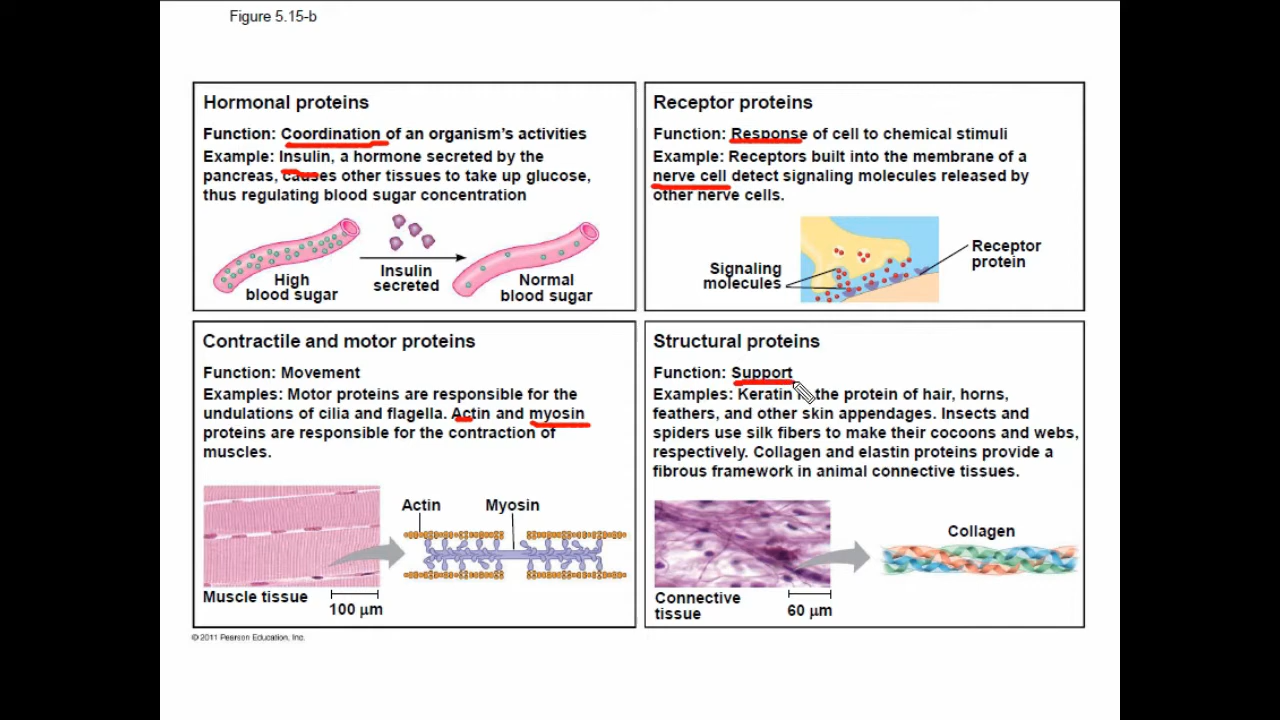 Figure 5.15-b
Hormonal proteins
Function: Coordination of an organism's activities
Example: Insulin, a hormone secreted by the
pancreas, causes other tissues to take up glucose,
thus regulating blood sugar concentration
High
blood sugar
Insulin
secreted
Normal
blood sugar
Receptor proteins
Function: Response of cell to chemical stimuli
Example: Receptors built into the membrane of a
nerve cell detect signaling molecules released by
other nerve cells.
Signaling
molecules
Receptor
protein
Contractile and motor proteins
Function: Movement
Examples: Motor proteins are responsible for the
undulations of cilia and flagella. Actin and myosin
proteins are responsible for the contraction of
muscles.
Actin
Myosin
Muscle tissue
100 µm
Structural proteins
Function: Support
Examples: Keratin is the protein of hair, horns,
feathers, and other skin appendages. Insects and
spiders use silk fibers to make their cocoons and webs,
respectively. Collagen and elastin proteins provide a
fibrous framework in animal connective tissues.
Collagen
Connective
tissue
60 µm
© 2011 Pearson Education, Inc.